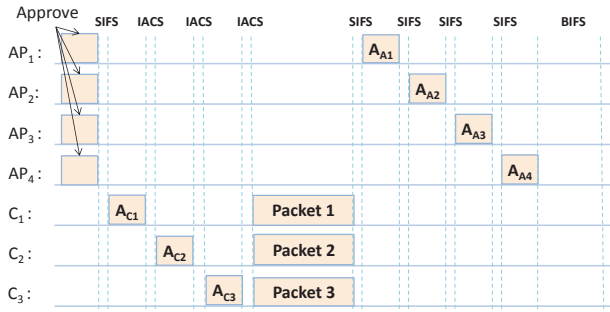 Approve
SIFS IACS IACS IACS SIFS SIFS SIFS SIFS BIFS
AP1 : AA1
AP2 : AA2
AP3 : AA3
AP4 : AA4
C1 : AC1 Packet 1
C2 : AC2 Packet 2
C3 : AC3 Packet 3